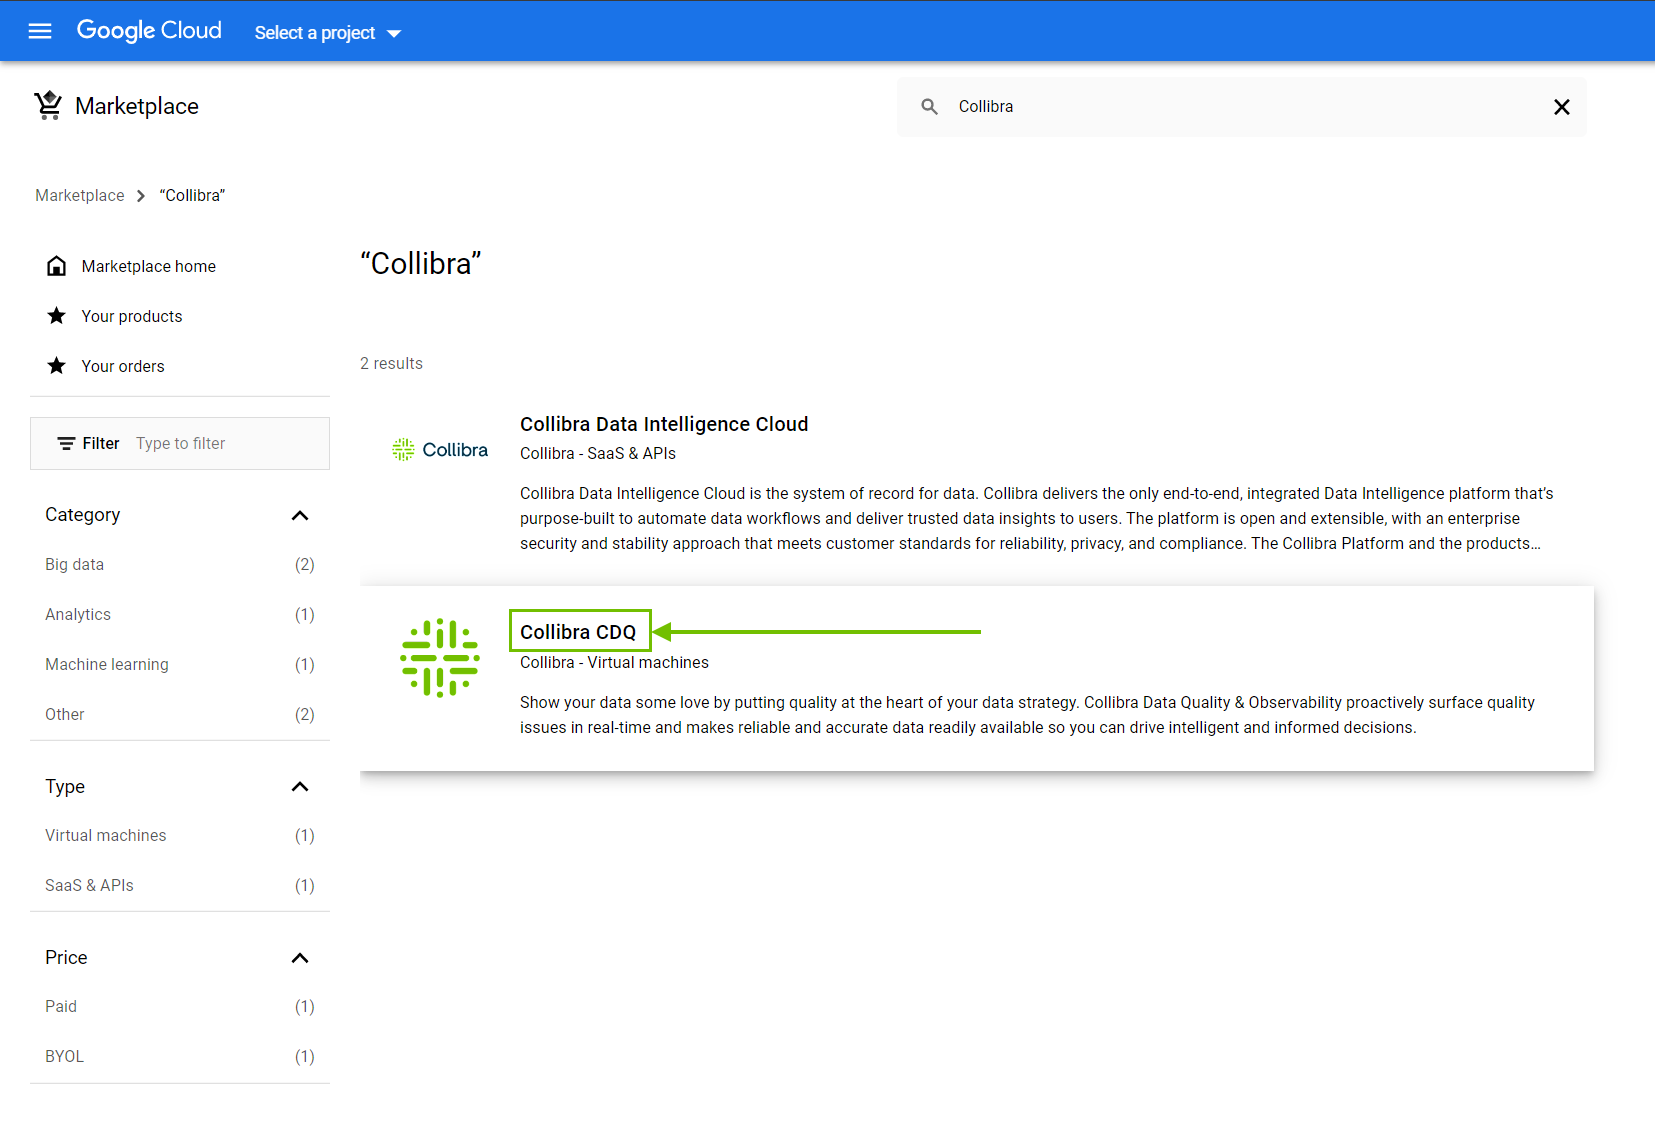 Google Cloud
Select a project
Marketplace
Collibra
Marketplace
“Collibra”
Marketplace home
Your products
Your orders
Filter Type to filter
Category
Big data (2)
Analytics (1)
Machine learning (1)
Other (2)
Type
Virtual machines (1)
SaaS & APIs (1)
Price
Paid (1)
BYOL (1)
“Collibra”
2 results
Collibra
Collibra Data Intelligence Cloud
Collibra - SaaS & APIs
Collibra Data Intelligence Cloud is the system of record for data. Collibra delivers the only end-to-end, integrated Data Intelligence platform that’s
purpose-built to automate data workflows and deliver trusted data insights to users. The platform is open and extensible, with an enterprise
security and stability approach that meets customer standards for reliability, privacy, and compliance. The Collibra Platform and the products…
Collibra CDQ
Collibra - Virtual machines
Show your data some love by putting quality at the heart of your data strategy. Collibra Data Quality & Observability proactively surface quality
issues in real-time and makes reliable and accurate data readily available so you can drive intelligent and informed decisions.